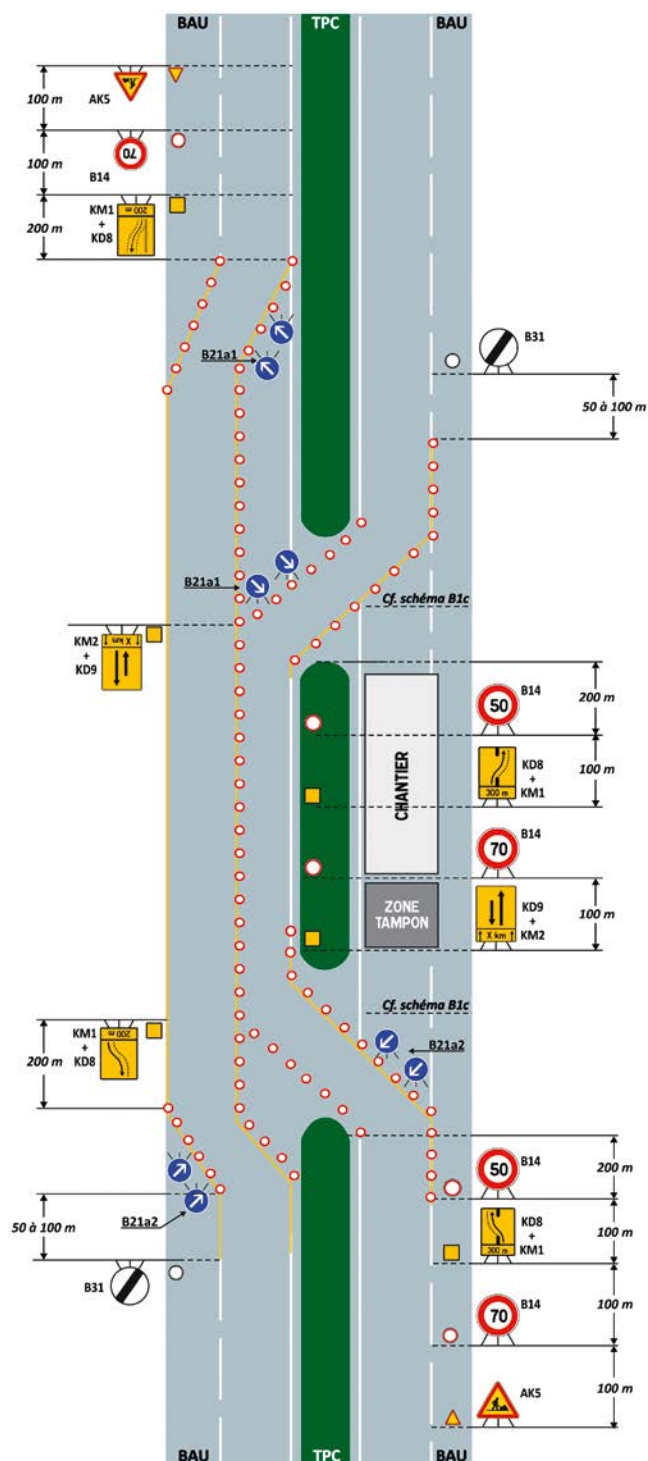 BAU
TPC
BAU
100 m
AK5
100 m
70
B14
200 m
KM1
+
KD8
200 m
B21a1
B31
50 à 100 m
B21a1
Cf. schéma B1c
KM2
+
KD9
X km
CHANTIER
ZONE
TAMPON
200 m
50
B14
100 m
KD8
+
KM1
300 m
70
B14
100 m
KD9
+
KM2
X km
Cf. schéma B1c
200 m
KM1
+
KD8
200 m
B21a2
B21a2
50 à 100 m
B31
50
B14
200 m
KD8
+
KM1
300 m
100 m
70
B14
100 m
AK5
100 m
BAU
TPC
BAU